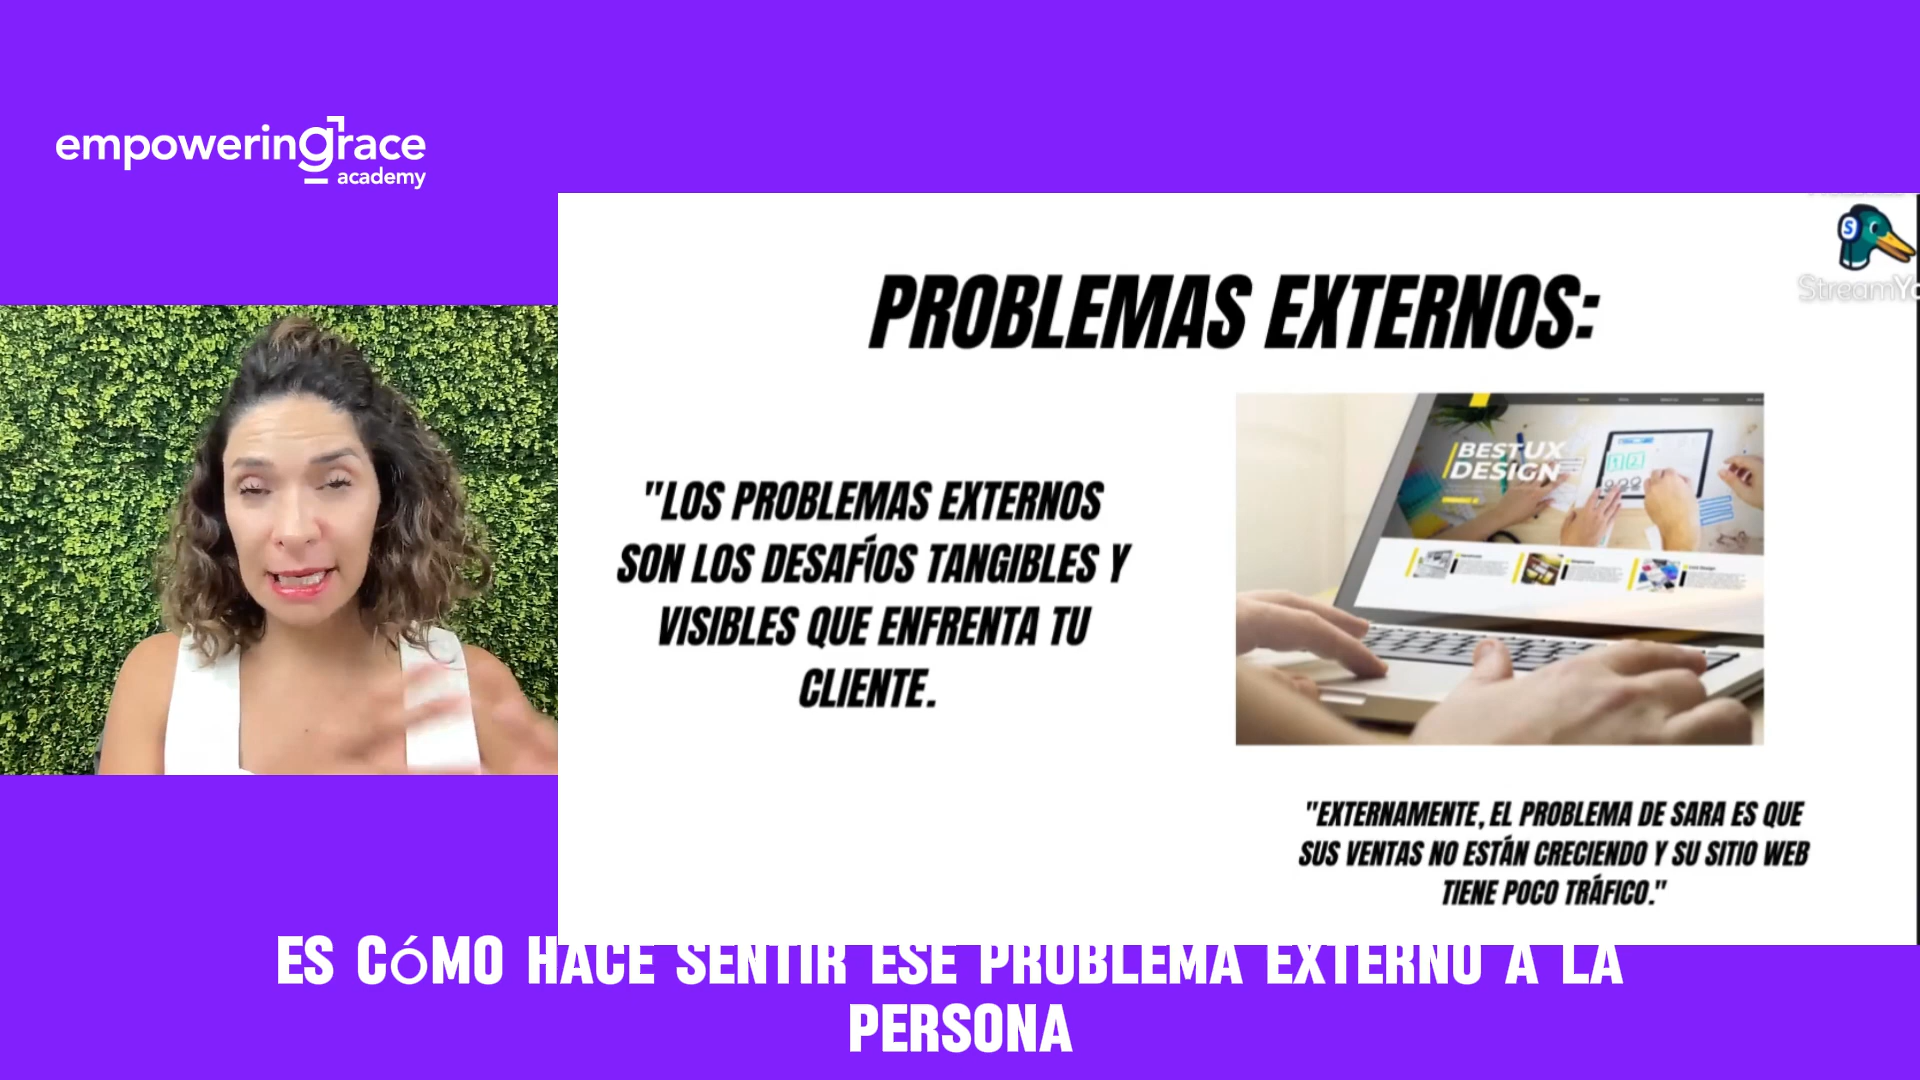 empoweringrace
academy
StreamYa
PROBLEMAS EXTERNOS:
"LOS PROBLEMAS EXTERNOS
SON LOS DESAFÍOS TANGIBLES Y
VISIBLES QUE ENFRENTA TU
CLIENTE.
BEST UX
DESIGN
"EXTERNAMENTE, EL PROBLEMA DE SARA ES QUE
SUS VENTAS NO ESTÁN CRECIENDO Y SU SITIO WEB
TIENE POCO TRÁFICO."
ES CóMO HACE SENTIR ESE PROBLEMA EXTERNO A LA
PERSONA